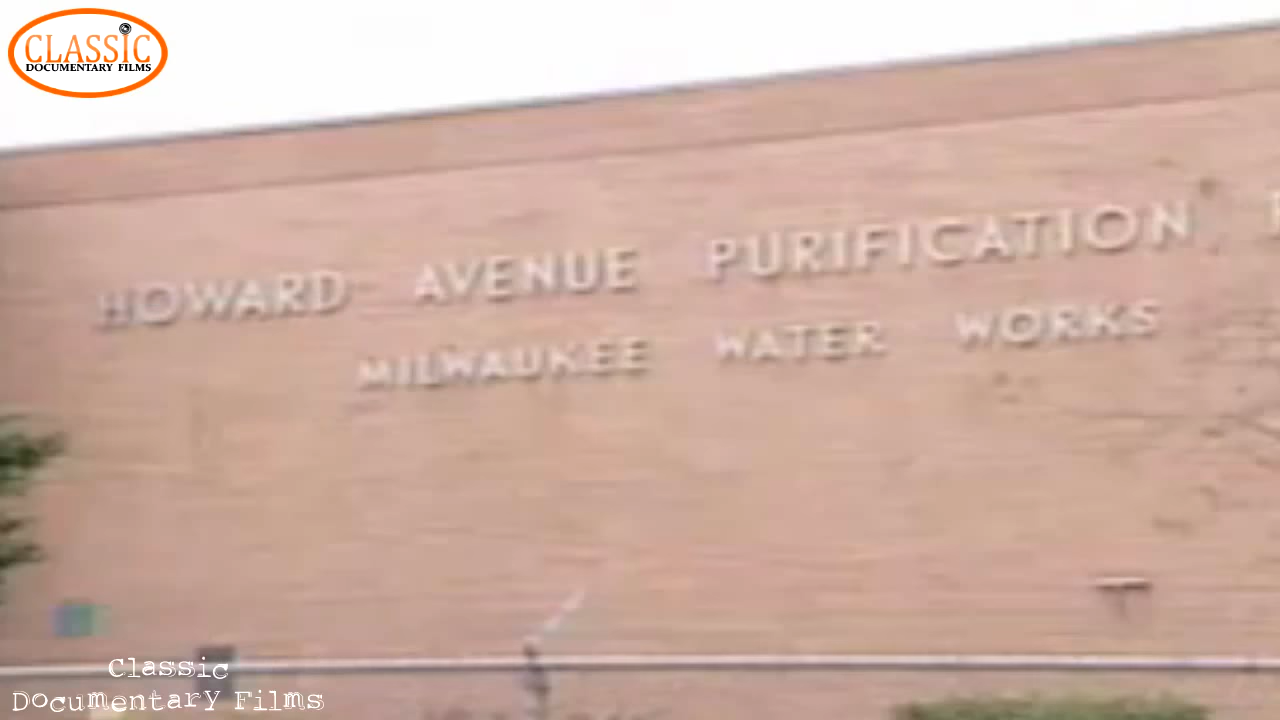 CLASSIC
DOCUMENTARY FILMS
HOWARD AVENUE PURIFICATION
MILWAUKEE WATER WORKS
Classic
Documentary Films